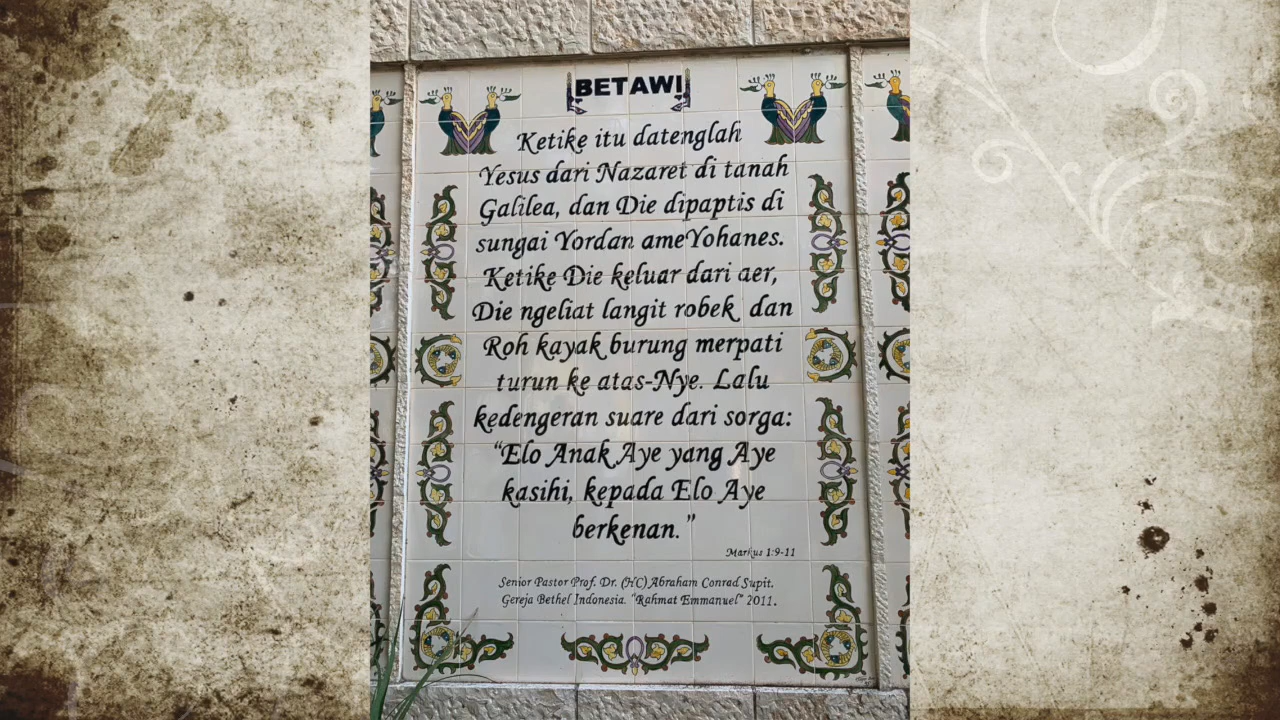 BETAWI
Ketike itu datenglah
Yesus dari Nazaret di tanah
Galilea, dan Die dipaptis di
sungai Yordan ameYohanes.
Ketike Die keluar dari aer,
Die ngeliat langit robek dan
Roh kayak burung merpati
turun ke atas-Nye. Lalu
kedengeran suare dari sorga:
"Elo Anak Aye yang Aye
kasihi, kepada Elo Aye
berkenan."
Markus 1:9-11
Senior Pastor Prof. Dr. (HC) Abraham Conrad Supit.
Gereja Bethel Indonesia. "Rahmat Emmanuel" 2011.